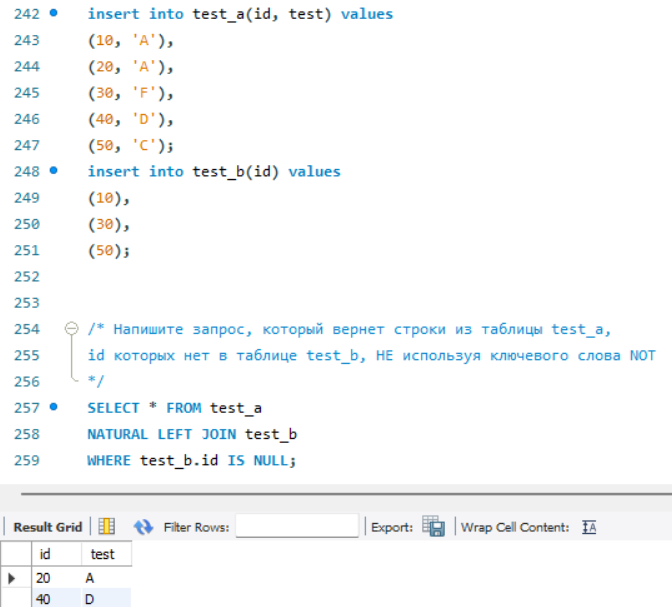 242 insert into test_a(id, test) values
243 (10, 'A'),
244 (20, 'A'),
245 (30, 'F'),
246 (40, 'D'),
247 (50, 'C');
248 insert into test_b(id) values
249 (10),
250 (30),
251 (50);
252
253
254 /* Напишите запрос, который вернет строки из таблицы test_a,
255 id которых нет в таблице test_b, НЕ используя ключевого слова NOT
256 */
257 SELECT * FROM test_a
258 NATURAL LEFT JOIN test_b
259 WHERE test_b.id IS NULL;
Result Grid Filter Rows: Export: Wrap Cell Content: IA
id test
20 A
40 D